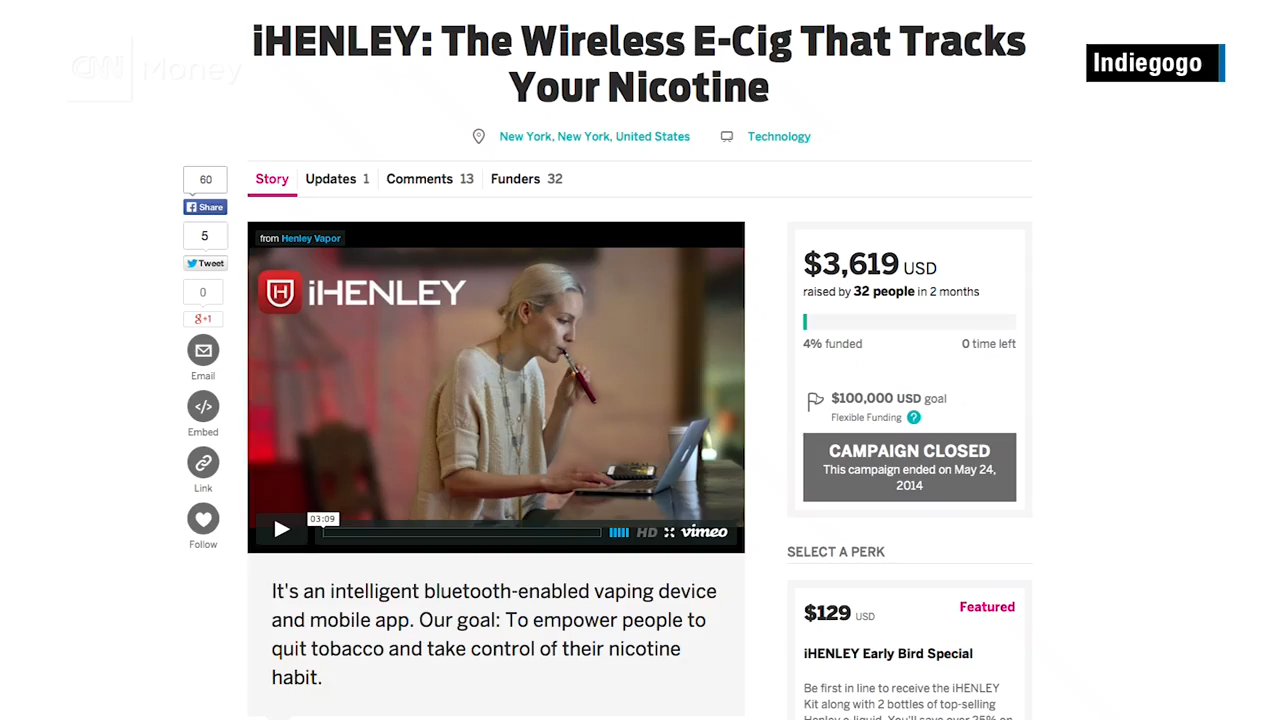 iHENLEY: The Wireless E-Cig That Tracks
Your Nicotine
CNN Money
Indiegogo
New York, New York, United States Technology
60
Share
5
Tweet
0
g+1
Email
Embed
Link
Follow
Story Updates 1 Comments 13 Funders 32
from Henley Vapor
H iHENLEY
03:09
HD vimeo
It's an intelligent bluetooth-enabled vaping device
and mobile app. Our goal: To empower people to
quit tobacco and take control of their nicotine
habit.
$3,619 USD
raised by 32 people in 2 months
4% funded 0 time left
$100,000 USD goal
Flexible Funding ?
CAMPAIGN CLOSED
This campaign ended on May 24,
2014
SELECT A PERK
$129 USD Featured
iHENLEY Early Bird Special
Be first in line to receive the iHENLEY
Kit along with 2 bottles of top-selling
Henley e-liquid. You'll save over 25% on